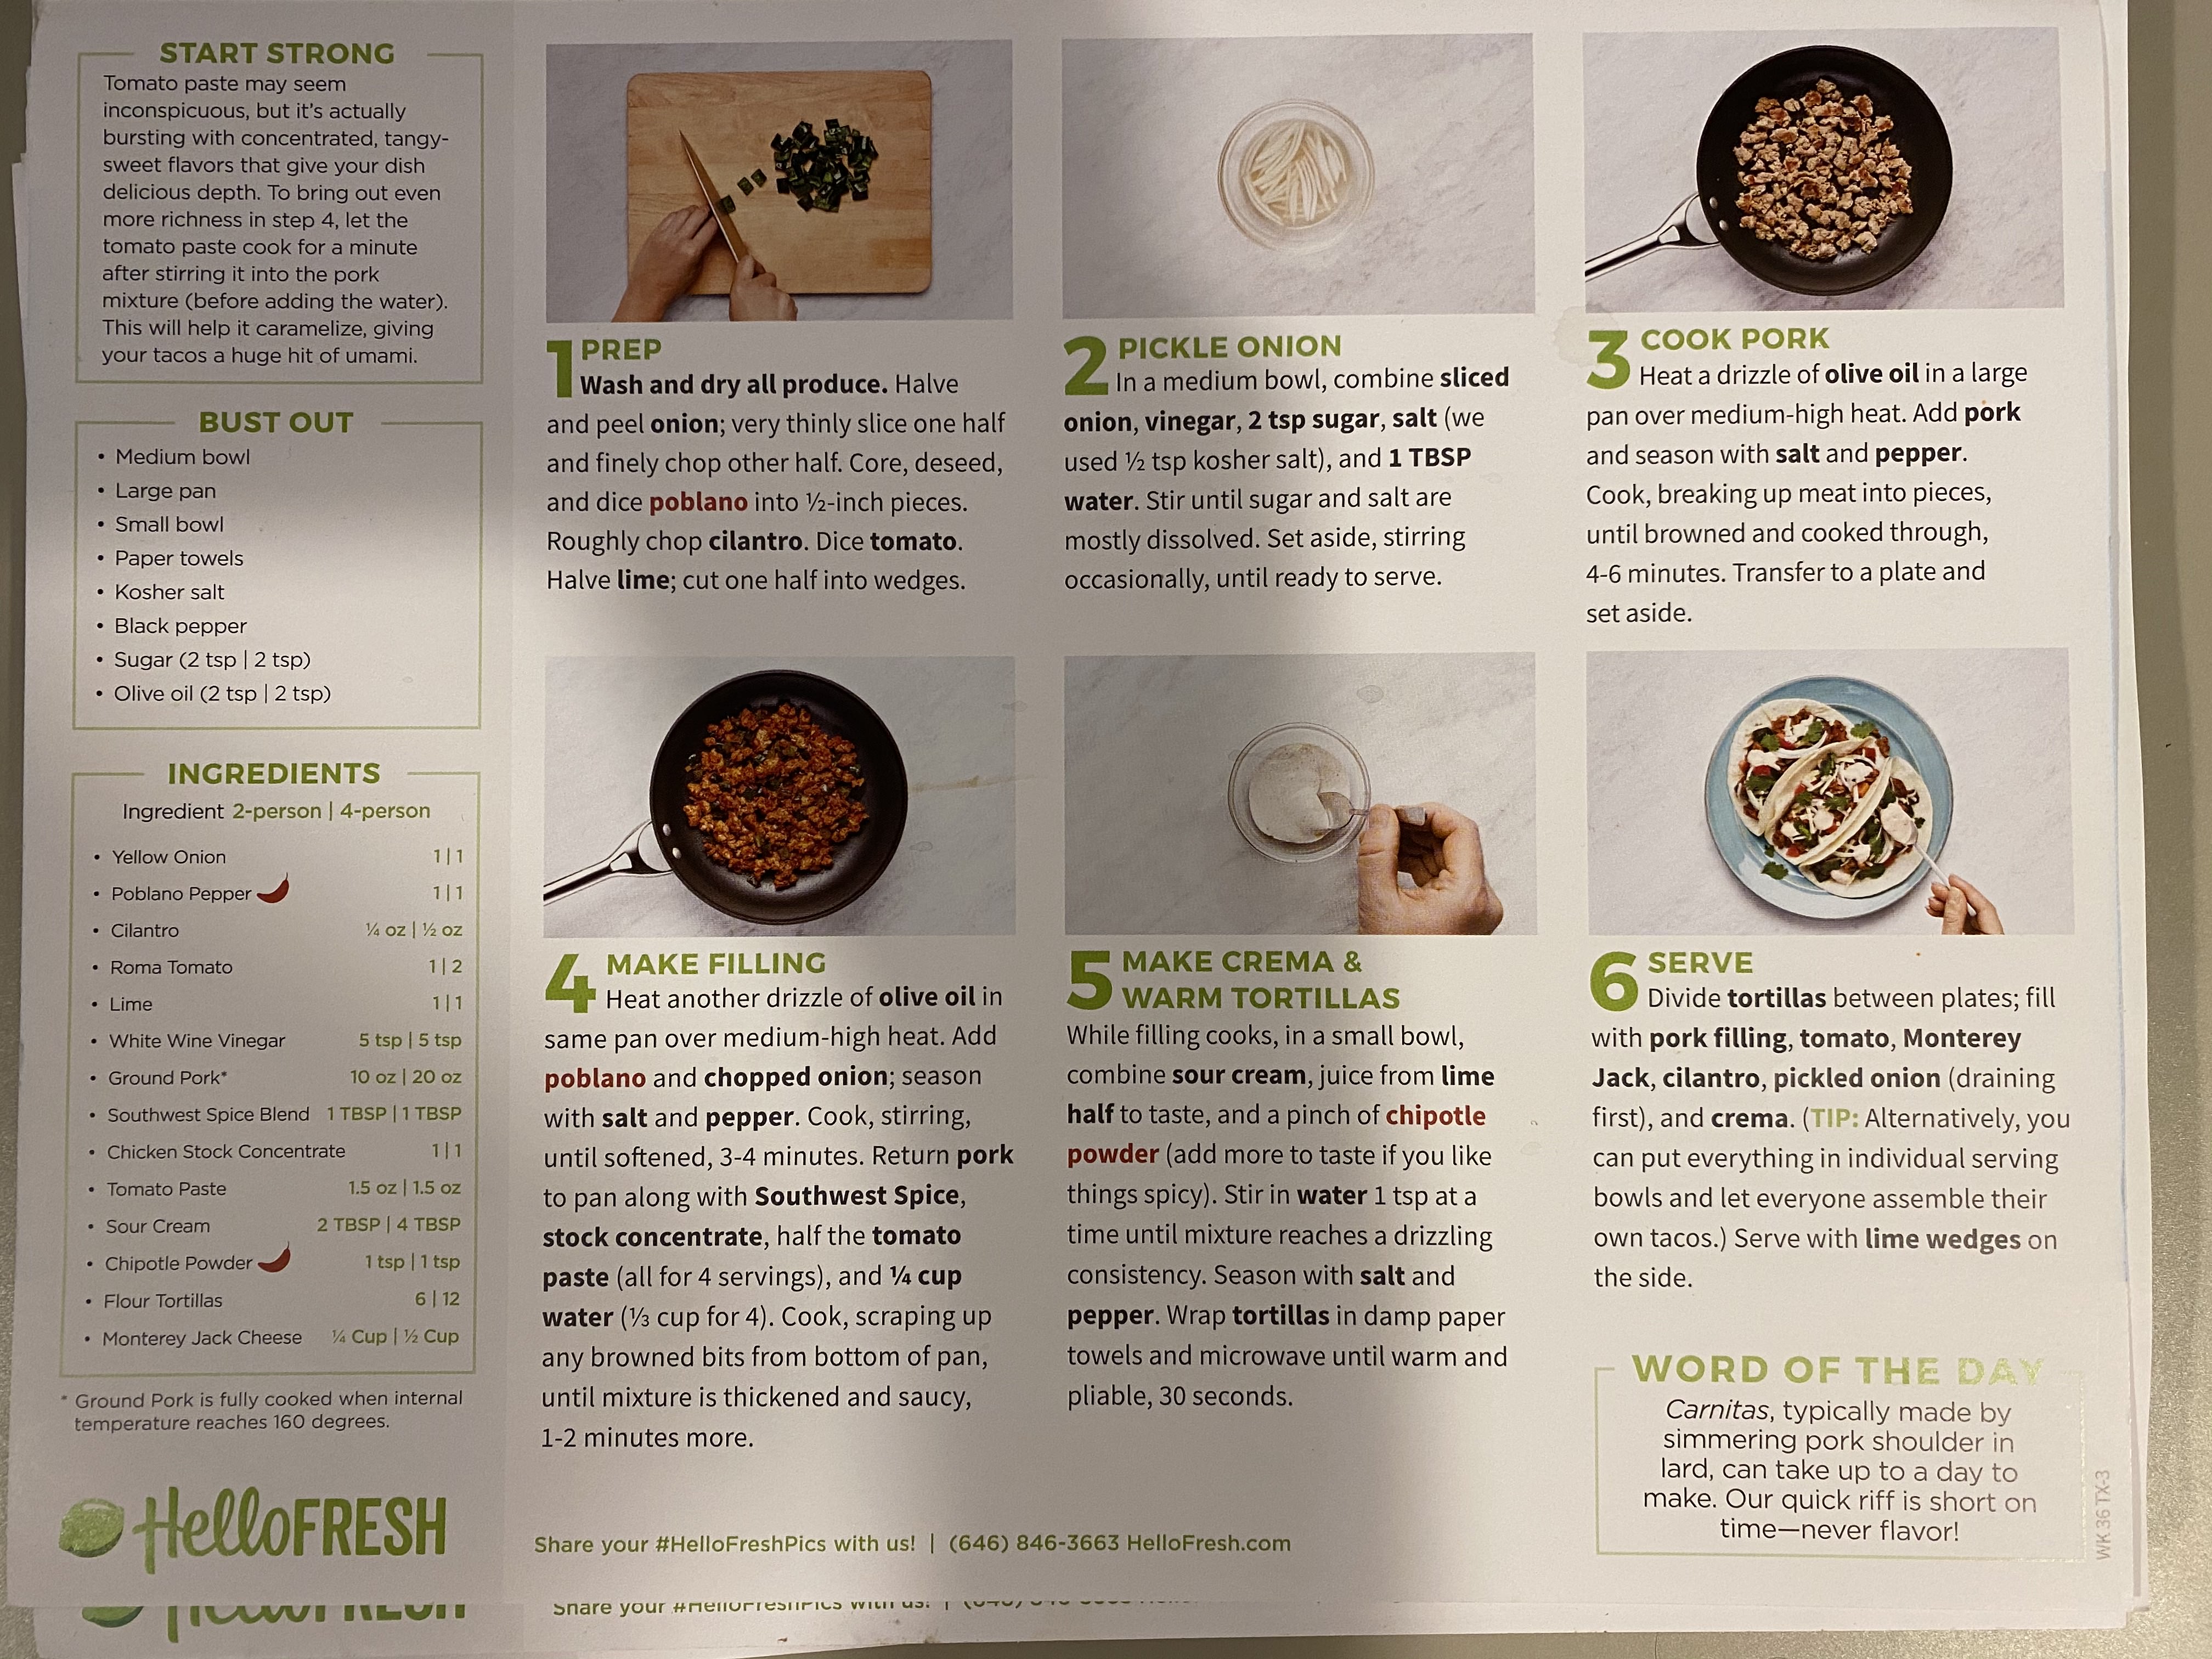 START STRONG
Tomato paste may seem
inconspicuous, but it's actually
bursting with concentrated, tangy-
sweet flavors that give your dish
delicious depth. To bring out even
more richness in step 4, let the
tomato paste cook for a minute
after stirring it into the pork
mixture (before adding the water).
This will help it caramelize, giving
your tacos a huge hit of umami.
BUST OUT
• Medium bowl
• Large pan
• Small bowl
• Paper towels
• Kosher salt
• Black pepper
• Sugar (2 tsp | 2 tsp)
• Olive oil (2 tsp | 2 tsp)
INGREDIENTS
Ingredient 2-person | 4-person
• Yellow Onion 1 | 1
• Poblano Pepper 1 | 1
• Cilantro ¼ oz | ½ oz
• Roma Tomato 1 | 2
• Lime 1 | 1
• White Wine Vinegar 5 tsp | 5 tsp
• Ground Pork* 10 oz | 20 oz
• Southwest Spice Blend 1 TBSP | 1 TBSP
• Chicken Stock Concentrate 1 | 1
• Tomato Paste 1.5 oz | 1.5 oz
• Sour Cream 2 TBSP | 4 TBSP
• Chipotle Powder 1 tsp | 1 tsp
• Flour Tortillas 6 | 12
• Monterey Jack Cheese ¼ Cup | ½ Cup
* Ground Pork is fully cooked when internal
temperature reaches 160 degrees.
HelloFRESH
1 PREP
Wash and dry all produce. Halve
and peel onion; very thinly slice one half
and finely chop other half. Core, deseed,
and dice poblano into ½-inch pieces.
Roughly chop cilantro. Dice tomato.
Halve lime; cut one half into wedges.
2 PICKLE ONION
In a medium bowl, combine sliced
onion, vinegar, 2 tsp sugar, salt (we
used ½ tsp kosher salt), and 1 TBSP
water. Stir until sugar and salt are
mostly dissolved. Set aside, stirring
occasionally, until ready to serve.
3 COOK PORK
Heat a drizzle of olive oil in a large
pan over medium-high heat. Add pork
and season with salt and pepper.
Cook, breaking up meat into pieces,
until browned and cooked through,
4-6 minutes. Transfer to a plate and
set aside.
4 MAKE FILLING
Heat another drizzle of olive oil in
same pan over medium-high heat. Add
poblano and chopped onion; season
with salt and pepper. Cook, stirring,
until softened, 3-4 minutes. Return pork
to pan along with Southwest Spice,
stock concentrate, half the tomato
paste (all for 4 servings), and ¼ cup
water (⅓ cup for 4). Cook, scraping up
any browned bits from bottom of pan,
until mixture is thickened and saucy,
1-2 minutes more.
5 MAKE CREMA &
WARM TORTILLAS
While filling cooks, in a small bowl,
combine sour cream, juice from lime
half to taste, and a pinch of chipotle
powder (add more to taste if you like
things spicy). Stir in water 1 tsp at a
time until mixture reaches a drizzling
consistency. Season with salt and
pepper. Wrap tortillas in damp paper
towels and microwave until warm and
pliable, 30 seconds.
6 SERVE
Divide tortillas between plates; fill
with pork filling, tomato, Monterey
Jack, cilantro, pickled onion (draining
first), and crema. (TIP: Alternatively, you
can put everything in individual serving
bowls and let everyone assemble their
own tacos.) Serve with lime wedges on
the side.
WORD OF THE DAY
Carnitas, typically made by
simmering pork shoulder in
lard, can take up to a day to
make. Our quick riff is short on
time—never flavor!
WK 36 TX-3
Share your #HelloFreshPics with us! | (646) 846-3663 HelloFresh.com
HelloFRESH
Share your #HelloFreshPics with us! |